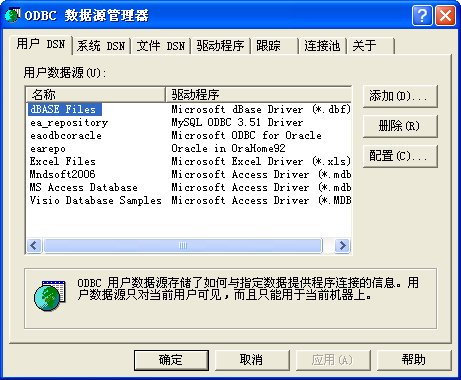 ODBC 数据源管理器
用户 DSN 系统 DSN 文件 DSN 驱动程序 跟踪 连接池 关于
用户数据源(U):
名称 驱动程序
dBASE Files Microsoft dBase Driver (*.dbf)
ea_repository MySQL ODBC 3.51 Driver
eaodbcoracle Microsoft ODBC for Oracle
earepo Oracle in OraHome92
Excel Files Microsoft Excel Driver (*.xls)
Mndsoft2006 Microsoft Access Driver (*.mdb
MS Access Database Microsoft Access Driver (*.mdb
Visio Database Samples Microsoft Access Driver (*.MDB
添加(D)...
删除(R)
配置(C)...
ODBC 用户数据源存储了如何与指定数据提供程序连接的信息。用
户数据源只对当前用户可见，而且只能用于当前机器上。
确定 取消 应用(A) 帮助